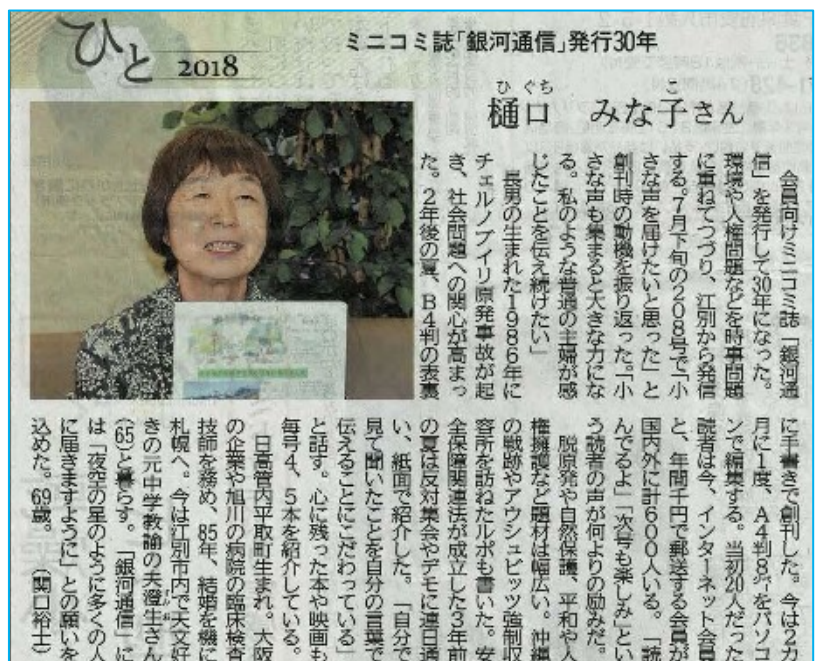 ひと 2018
ミニコミ誌「銀河通信」発行30年
ひぐち こ
樋口 みな子さん
会員向けミニコミ誌「銀河通
信」を発行して30年になった。
環境や人権問題などを時事問題
に重ねてつづり、江別から発信
する。7月下旬の208号で「小
さな声を届けたいと思った」と
創刊時の動機を振り返った。「小
さな声も集まると大きな力にな
る。私のような普通の主婦が感
じたことを伝え続けたい」
長男の生まれた1986年に
チェルノブイリ原発事故が起
き、社会問題への関心が高まっ
た。2年後の夏、B4判の表裏
に手書きで創刊した。今は2カ
月に1度、A4判8㌻をパソコ
ンで編集する。当初20人だった
読者は今、インターネット会員
と、年間千円で郵送する会員が
国内外に計600人いる。「読
んでるよ」「次号も楽しみ」とい
う読者の声が何よりの励みだ。
脱原発や自然保護、平和や人
権擁護など題材は幅広い。沖縄
の戦跡やアウシュビッツ強制収
容所を訪ねたルポも書いた。安
全保障関連法が成立した3年前
の夏は反対集会やデモに連日通
い、紙面で紹介した。「自分で
見て聞いたことを自分の言葉で
伝えることにこだわっている」
と話す。心に残った本や映画も
毎号4、5本を紹介している。
日高管内平取町生まれ。大阪
の企業や旭川の病院の臨床検査
技師を務め、85年、結婚を機に
札幌へ。今は江別市内で天文好
きの元中学教諭の夫澄生さん
(65)と暮らす。「銀河通信」に
は「夜空の星のように多くの人
に届きますように」との願いを
込めた。69歳。(関口裕士)